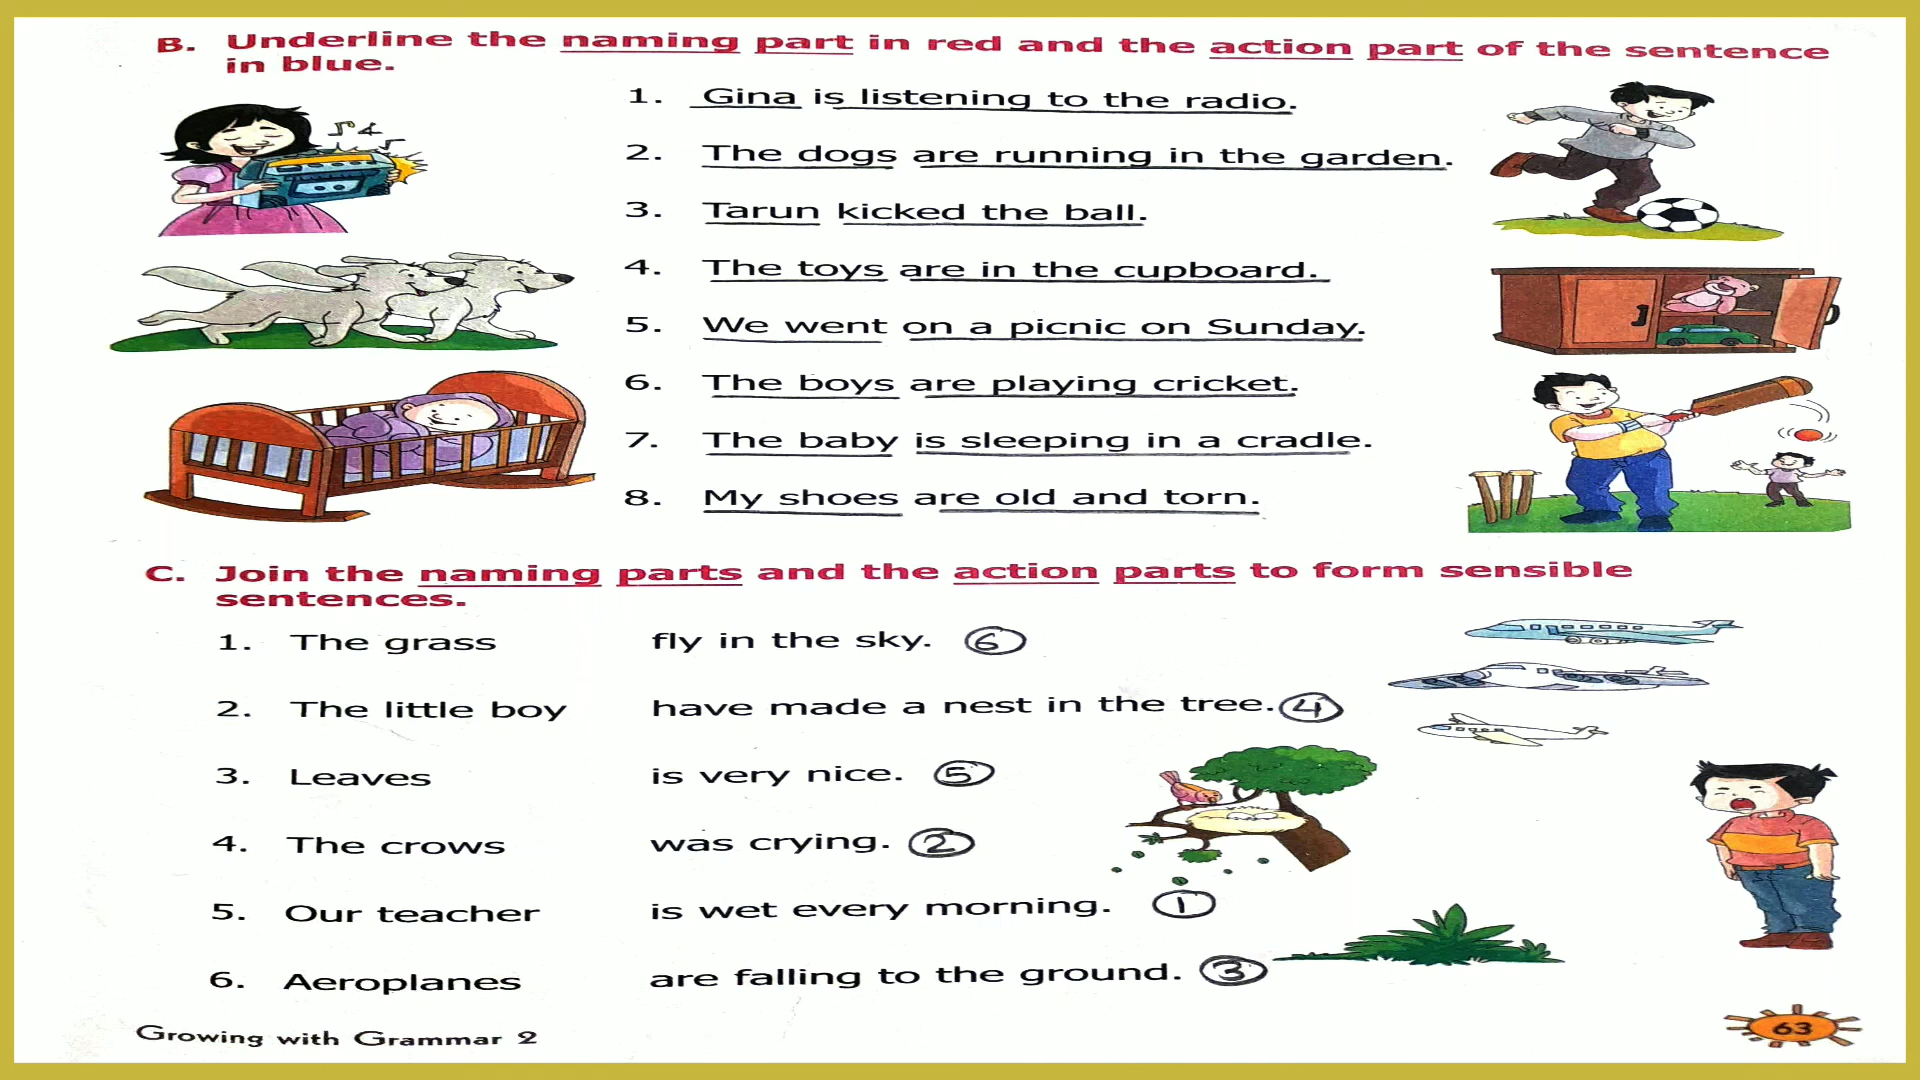 B. Underline the naming part in red and the action part of the sentence
in blue.
1. Gina is listening to the radio.
2. The dogs are running in the garden.
3. Tarun kicked the ball.
4. The toys are in the cupboard.
5. We went on a picnic on Sunday.
6. The boys are playing cricket.
7. The baby is sleeping in a cradle.
8. My shoes are old and torn.
C. Join the naming parts and the action parts to form sensible
sentences.
1. The grass fly in the sky. 6
2. The little boy have made a nest in the tree. 4
3. Leaves is very nice. 5
4. The crows was crying. 2
5. Our teacher is wet every morning. 1
6. Aeroplanes are falling to the ground. 3
Growing with Grammar 2
63